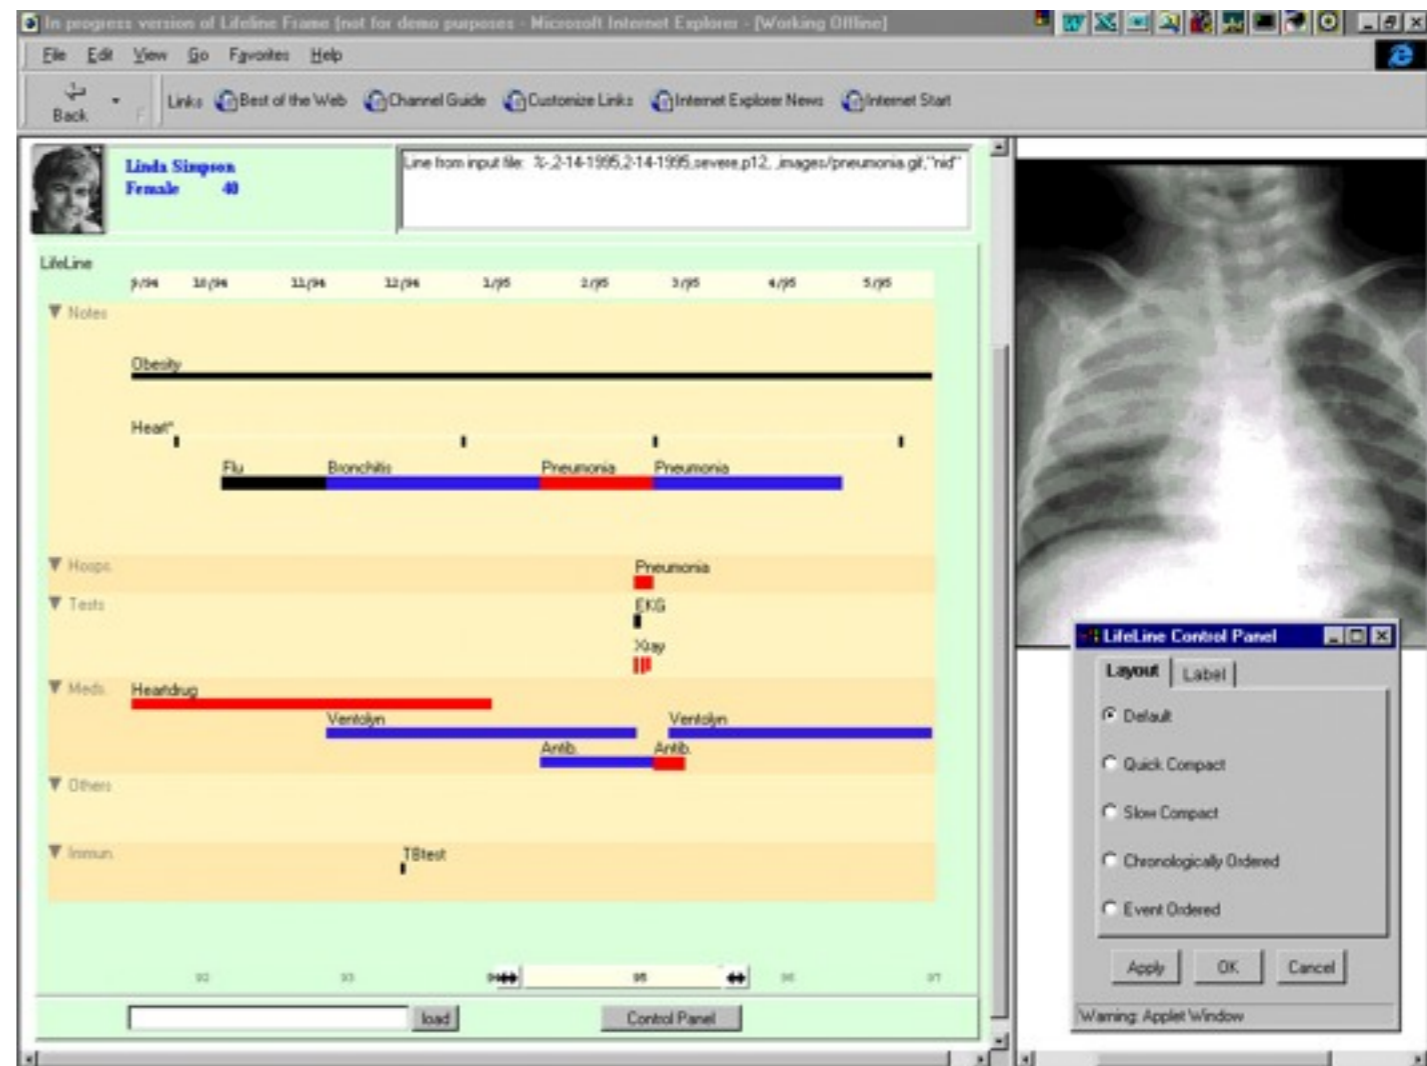 In progress version of Lifeline Frame (not for demo purposes - Microsoft Internet Explorer - [Working Offline]
File Edit View Go Favorites Help
Back
Links Best of the Web Channel Guide Customize Links Internet Explorer News Internet Start
Linda Simpson
Female 40
Line from input file: %-,2-14-1995,2-14-1995,severe,p12, ,images/pneumonia.gif,"nid"
LifeLine
9/94 10/94 11/94 12/94 1/95 2/95 3/95 4/95 5/95
Notes
Obesity
Heart*
Flu Bronchitis Pneumonia Pneumonia
Hosps. Pneumonia
Tests EKG
Xray
Meds. Heartdrug
Ventolyn Ventolyn
Antib. Antib.
Others
Immun. TBtest
92 93 94 95 96 97
load Control Panel
LifeLine Control Panel
Layout Label
Default
Quick Compact
Slow Compact
Chronologically Ordered
Event Ordered
Apply OK Cancel
Warning: Applet Window